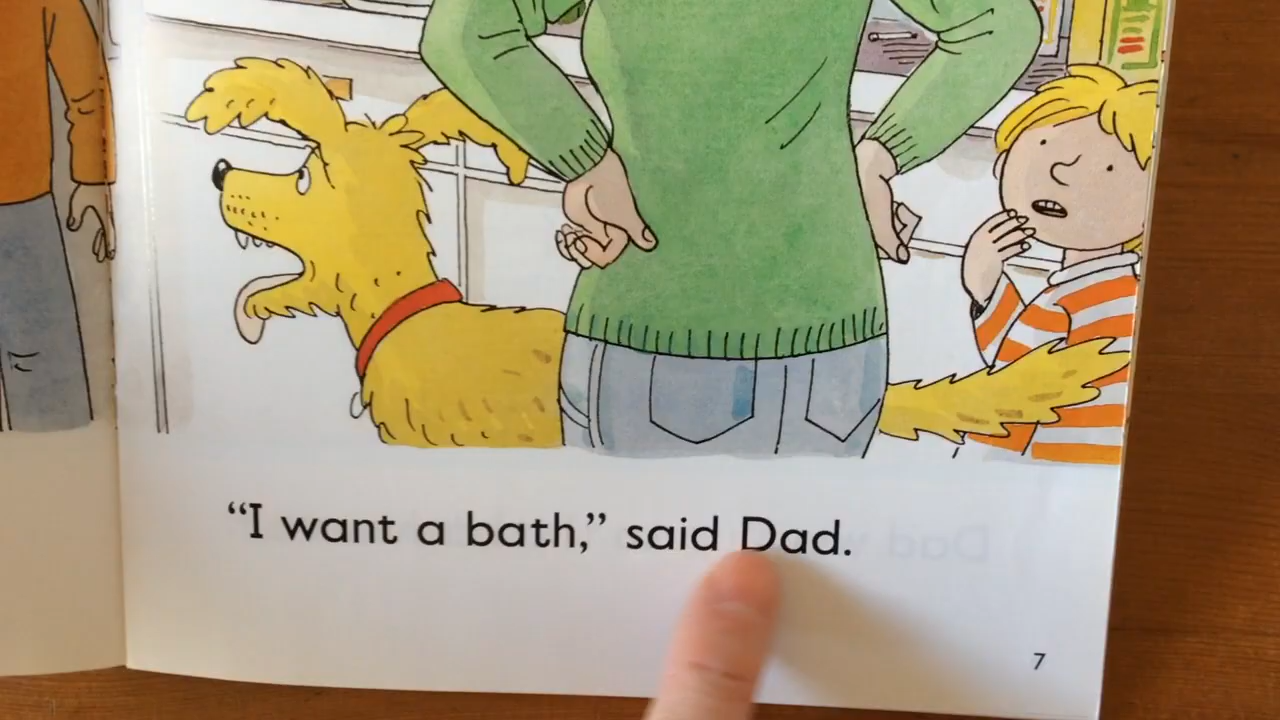 “I want a bath,” said Dad.
7